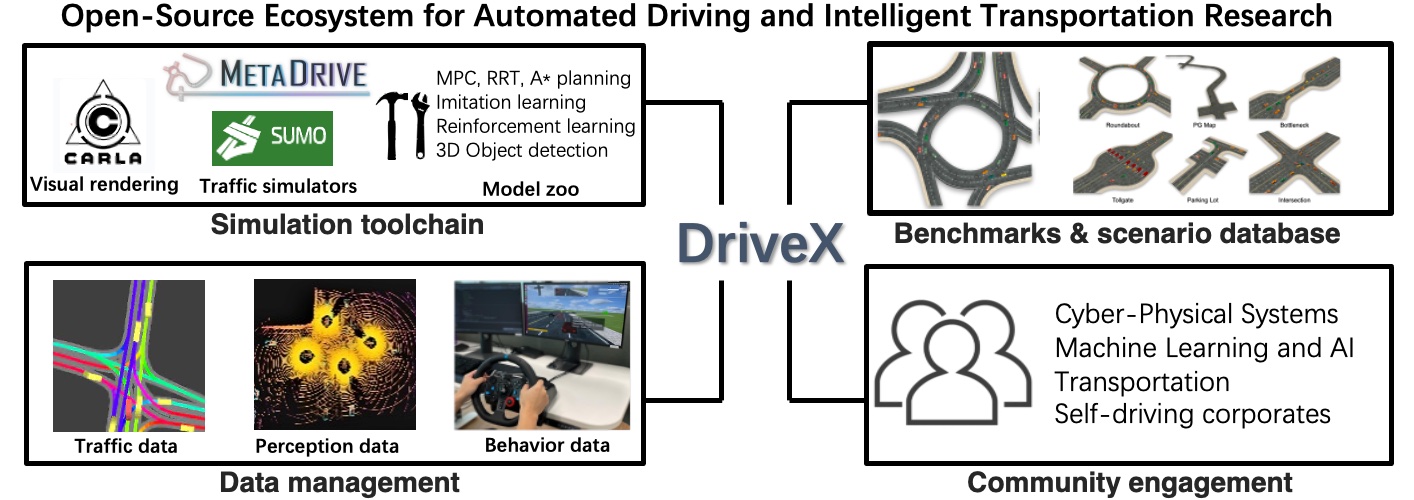 Open-Source Ecosystem for Automated Driving and Intelligent Transportation Research
METADRIVE
CARLA
SUMO
MPC, RRT, A* planning
Imitation learning
Reinforcement learning
3D Object detection
Visual rendering
Traffic simulators
Model zoo
Simulation toolchain
Roundabout
PG Map
Bottleneck
Tollgate
Parking Lot
Intersection
Benchmarks & scenario database
DriveX
Traffic data
Perception data
Behavior data
Data management
Cyber-Physical Systems
Machine Learning and AI
Transportation
Self-driving corporates
Community engagement